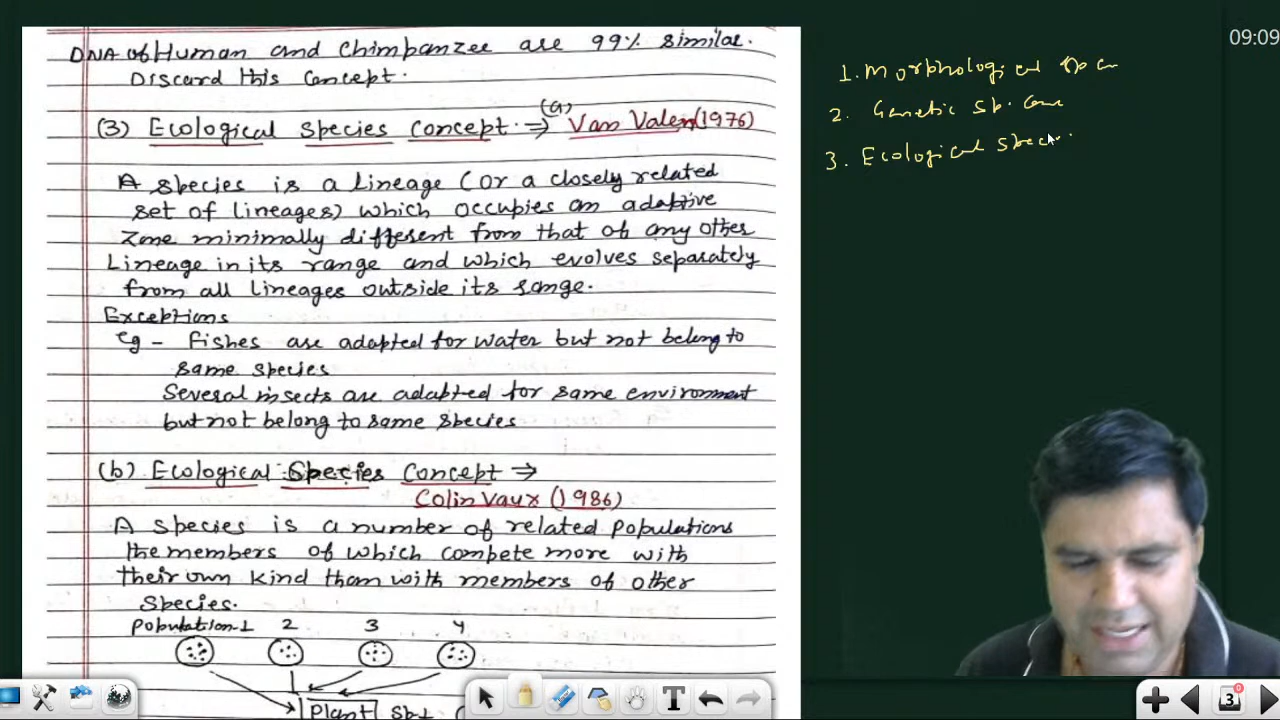 DNA of Human and Chimpanzee are 99% similar.
Discard this Concept.
(3) Ecological Species Concept. → (a) Van Valen (1976)
A species is a Lineage (or a closely related
set of Lineages) which occupies an adaptive
Zone minimally different from that of any other
Lineage in its range and which evolves separately
from all Lineages outside its range.
Exceptions
eg - Fishes are adapted for water but not belong to
same species
Several insects are adapted for same environment
but not belong to same species
(b) Ecological Species Concept ⇒
Colin Vaux (1986)
A species is a number of related populations
the members of which compete more with
their own kind than with members of other
species.
Population-1 2 3 4
Plant Sp-1
09:09
1. Morphological
2. Genetic Sp.
3. Ecological
3